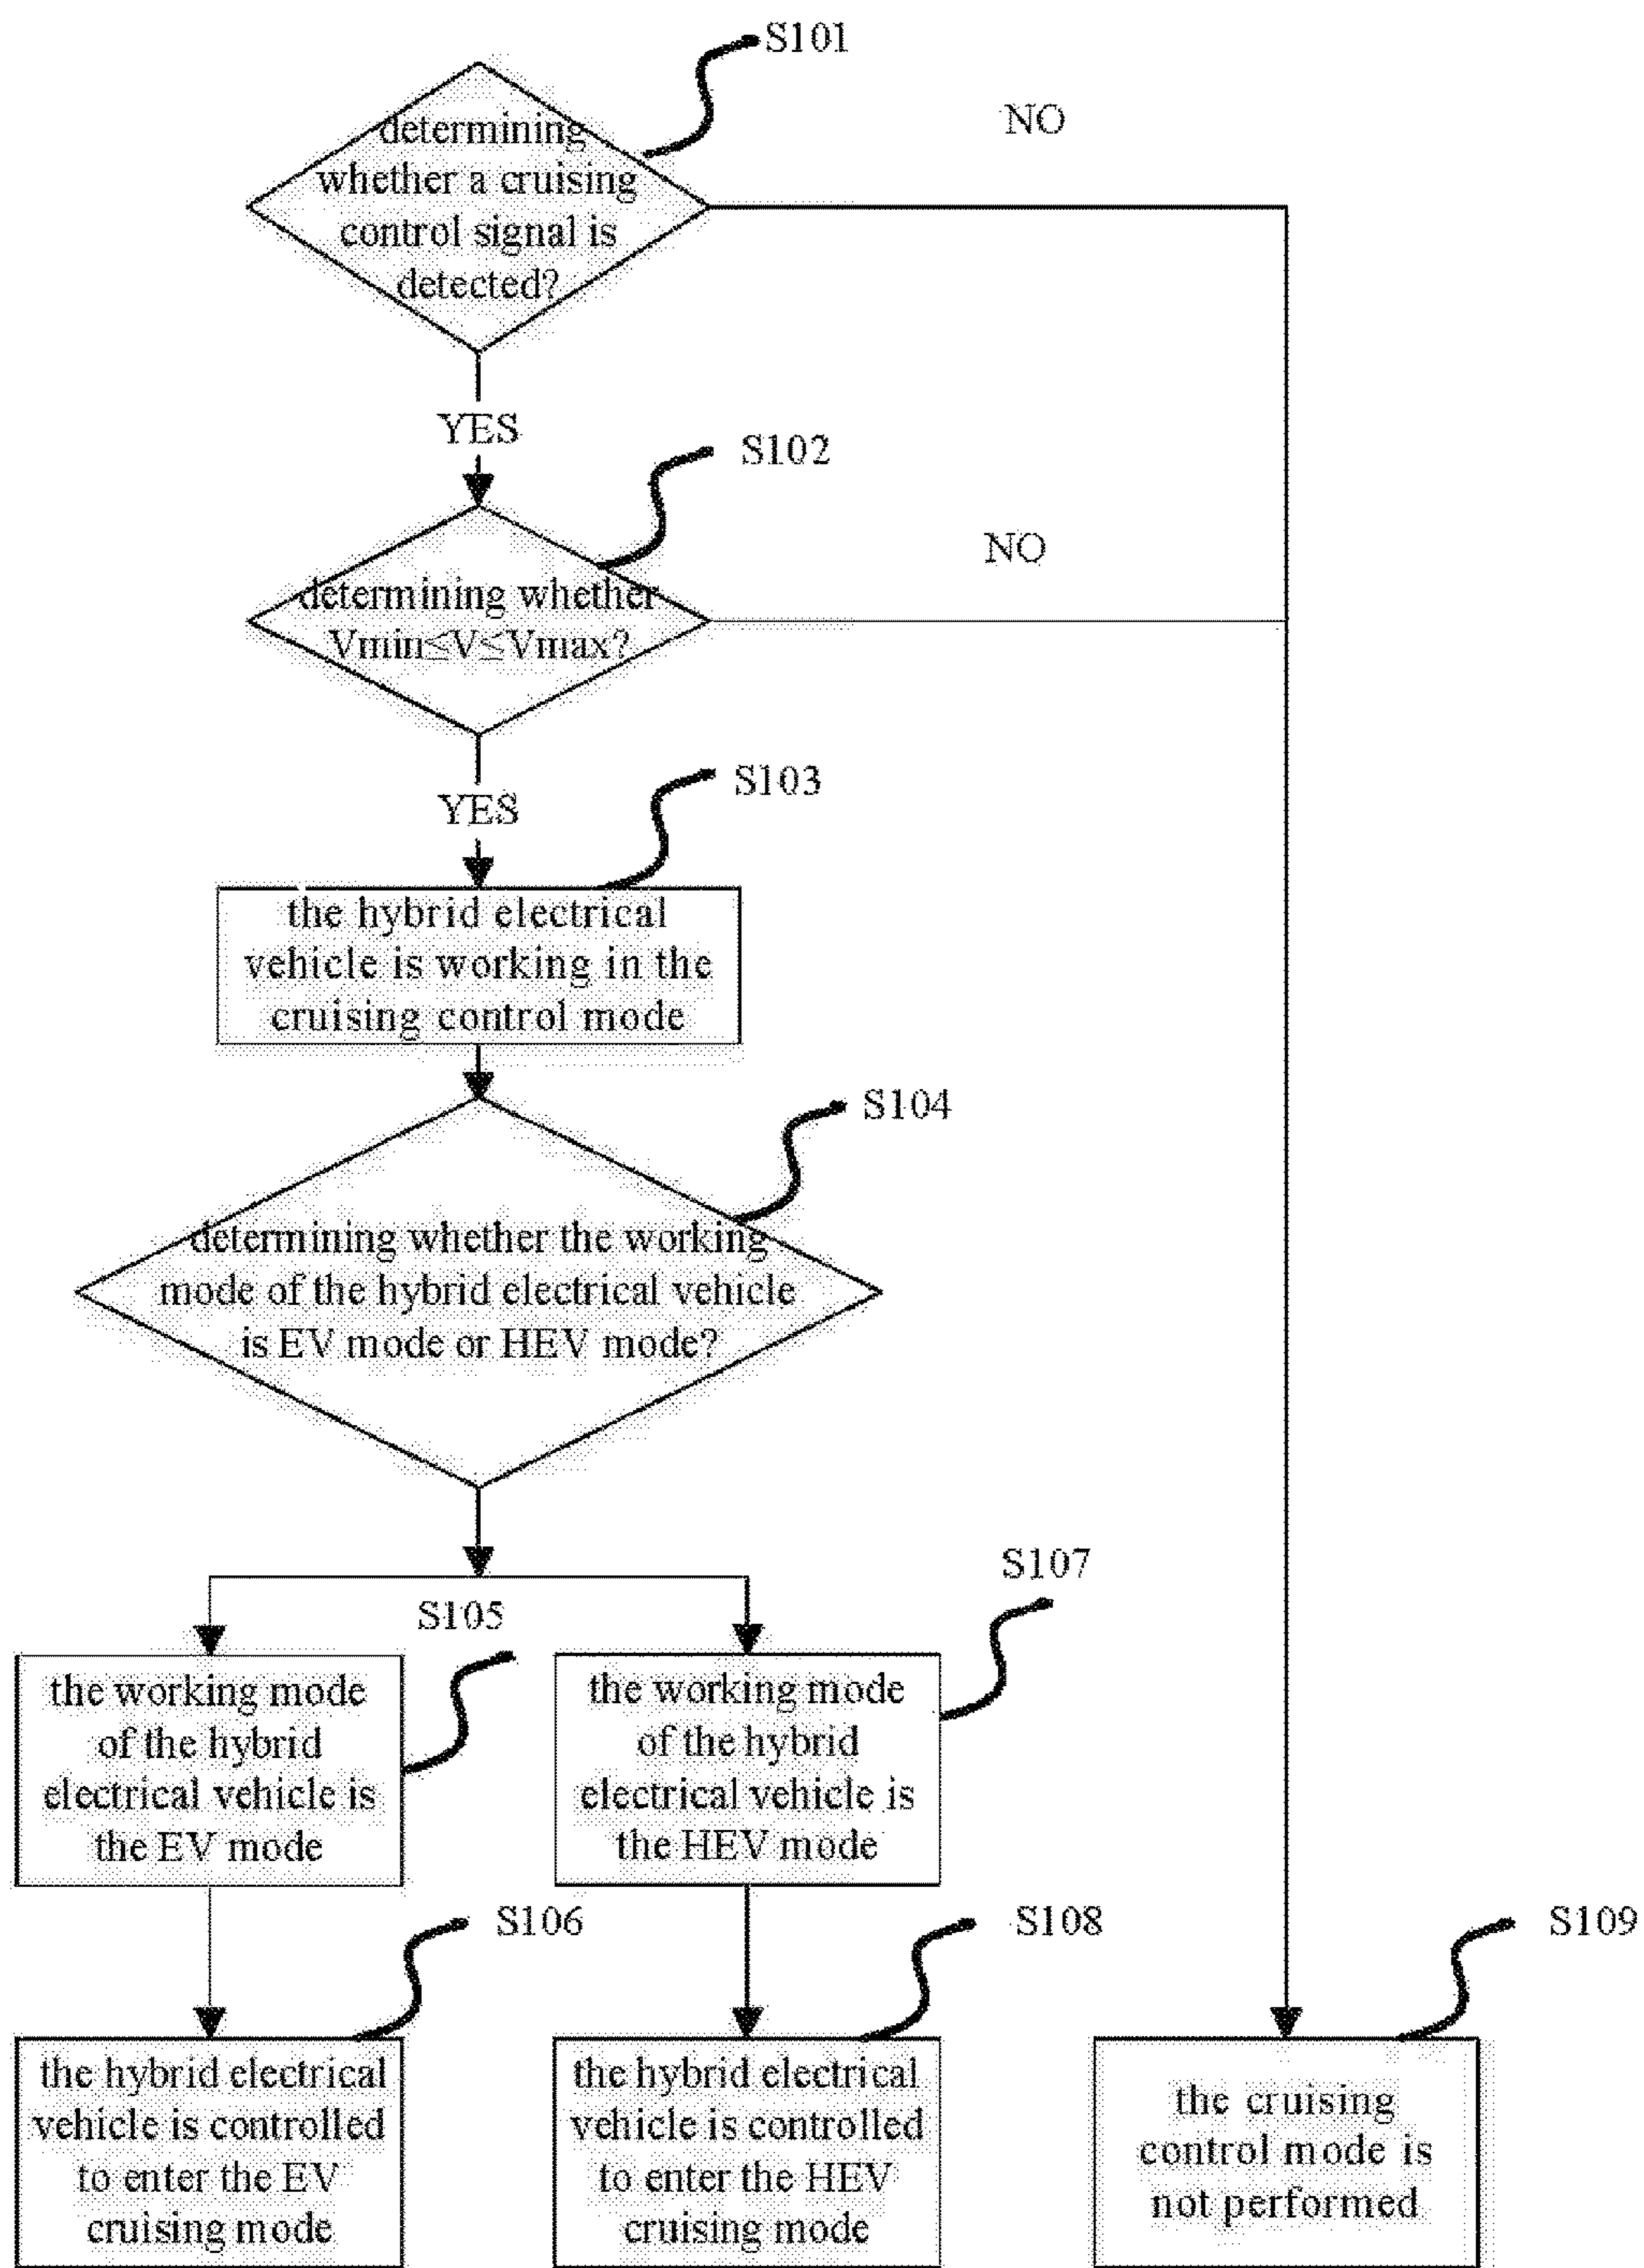 S101
NO
determining
whether a cruising
control signal is
detected?
YES
S102
NO
determining whether
Vmin≤V≤Vmax?
YES
S103
the hybrid electrical
vehicle is working in the
cruising control mode
S104
determining whether the working
mode of the hybrid electrical vehicle
is EV mode or HEV mode?
S105
S107
the working mode
of the hybrid
electrical vehicle is
the EV mode
the working mode
of the hybrid
electrical vehicle is
the HEV mode
S106
S108
S109
the hybrid electrical
vehicle is controlled
to enter the EV
cruising mode
the hybrid electrical
vehicle is controlled
to enter the HEV
cruising mode
the cruising
control mode is
not performed